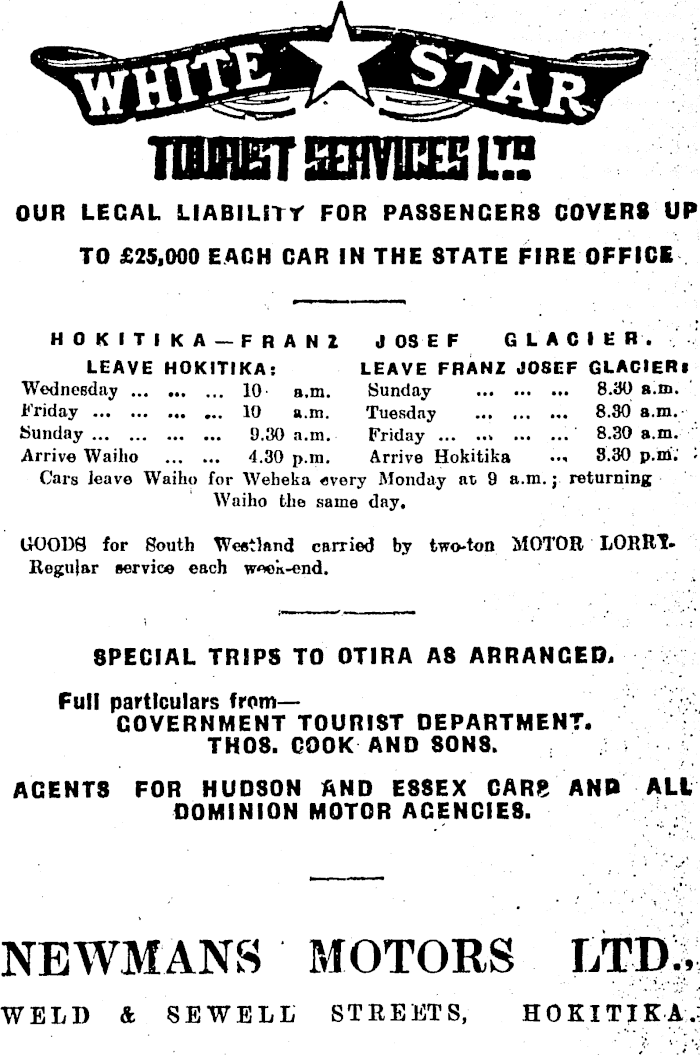 WHITE STAR
TOURIST SERVICES LTD
OUR LEGAL LIABILITY FOR PASSENGERS COVERS UP
TO £25,000 EACH CAR IN THE STATE FIRE OFFICE.
HOKITIKA—FRANZ JOSEF GLACIER.
LEAVE HOKITIKA: LEAVE FRANZ JOSEF GLACIER:
Wednesday ... ... ... 10 a.m. Sunday ... ... ... 8.30 a.m.
Friday ... ... ... ... 10 a.m. Tuesday ... ... ... 8.30 a.m.
Sunday ... ... ... ... 9.30 a.m. Friday ... ... ... ... 8.30 a.m.
Arrive Waiho ... ... 4.30 p.m. Arrive Hokitika ... 3.30 p.m.
Cars leave Waiho for Weheka every Monday at 9 a.m.; returning
Waiho the same day.
GOODS for South Westland carried by two-ton MOTOR LORRY.
Regular service each week-end.
SPECIAL TRIPS TO OTIRA AS ARRANGED.
Full particulars from—
GOVERNMENT TOURIST DEPARTMENT.
THOS. COOK AND SONS.
AGENTS FOR HUDSON AND ESSEX CARS AND ALL
DOMINION MOTOR AGENCIES.
NEWMANS MOTORS LTD.,
WELD & SEWELL STREETS, HOKITIKA.